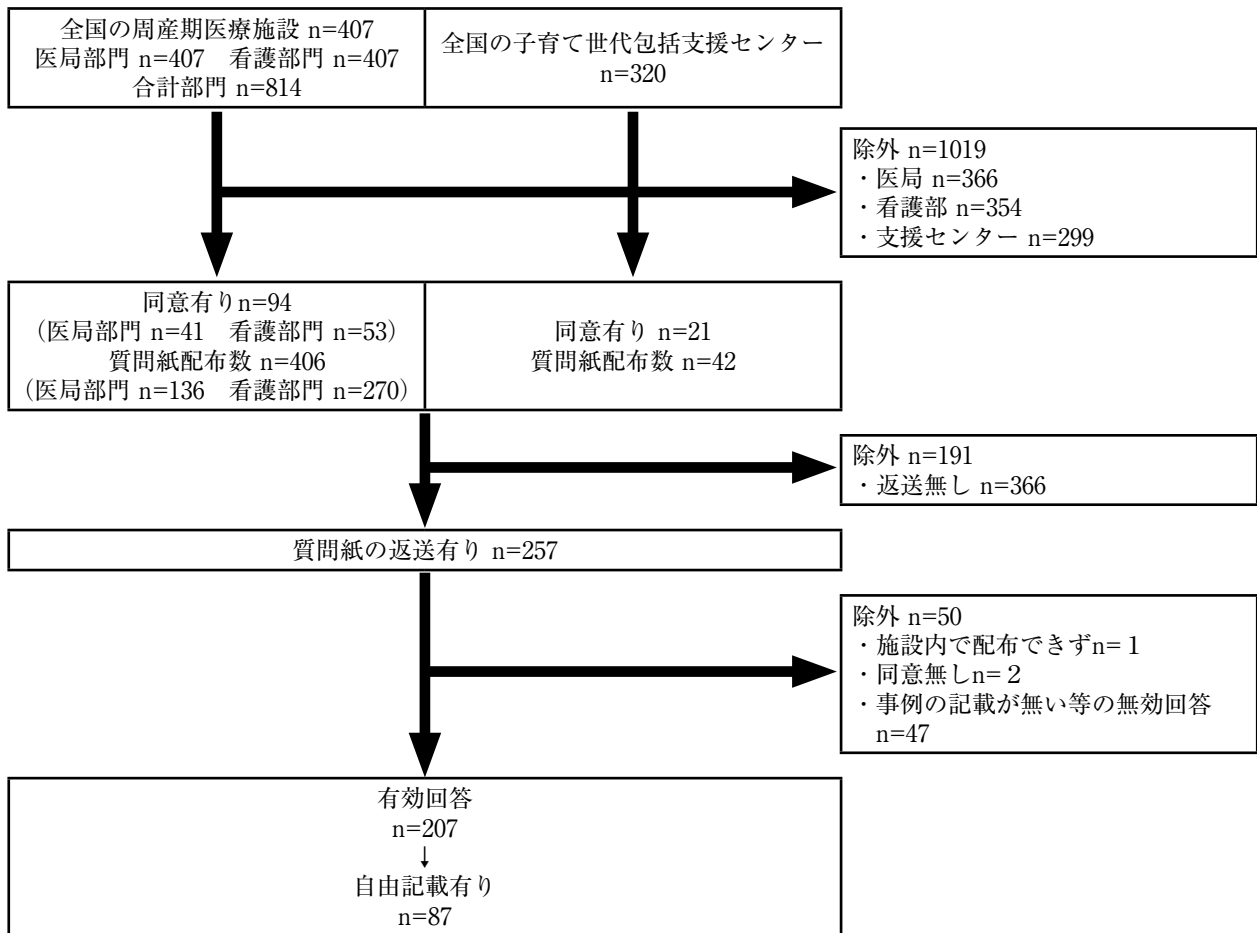 全国の周産期医療施設 n=407
医局部門 n=407　看護部門 n=407
合計部門 n=814
全国の子育て世代包括支援センター
n=320
除外 n=1019
・医局 n=366
・看護部 n=354
・支援センター n=299
同意有りn=94
（医局部門 n=41　看護部門 n=53）
質問紙配布数 n=406
（医局部門 n=136　看護部門 n=270）
同意有り n=21
質問紙配布数 n=42
除外 n=191
・返送無し n=366
質問紙の返送有り n=257
除外 n=50
・施設内で配布できずn=１
・同意無しn=２
・事例の記載が無い等の無効回答
n=47
有効回答
n=207
↓
自由記載有り
n=87